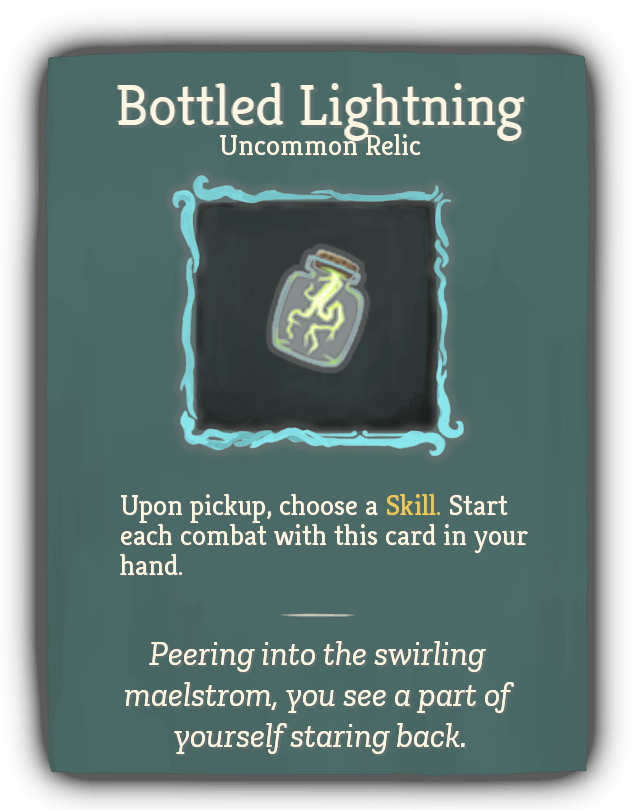 Bottled Lightning
Uncommon Relic
Upon pickup, choose a Skill. Start
each combat with this card in your
hand.
Peering into the swirling
maelstrom, you see a part of
yourself staring back.